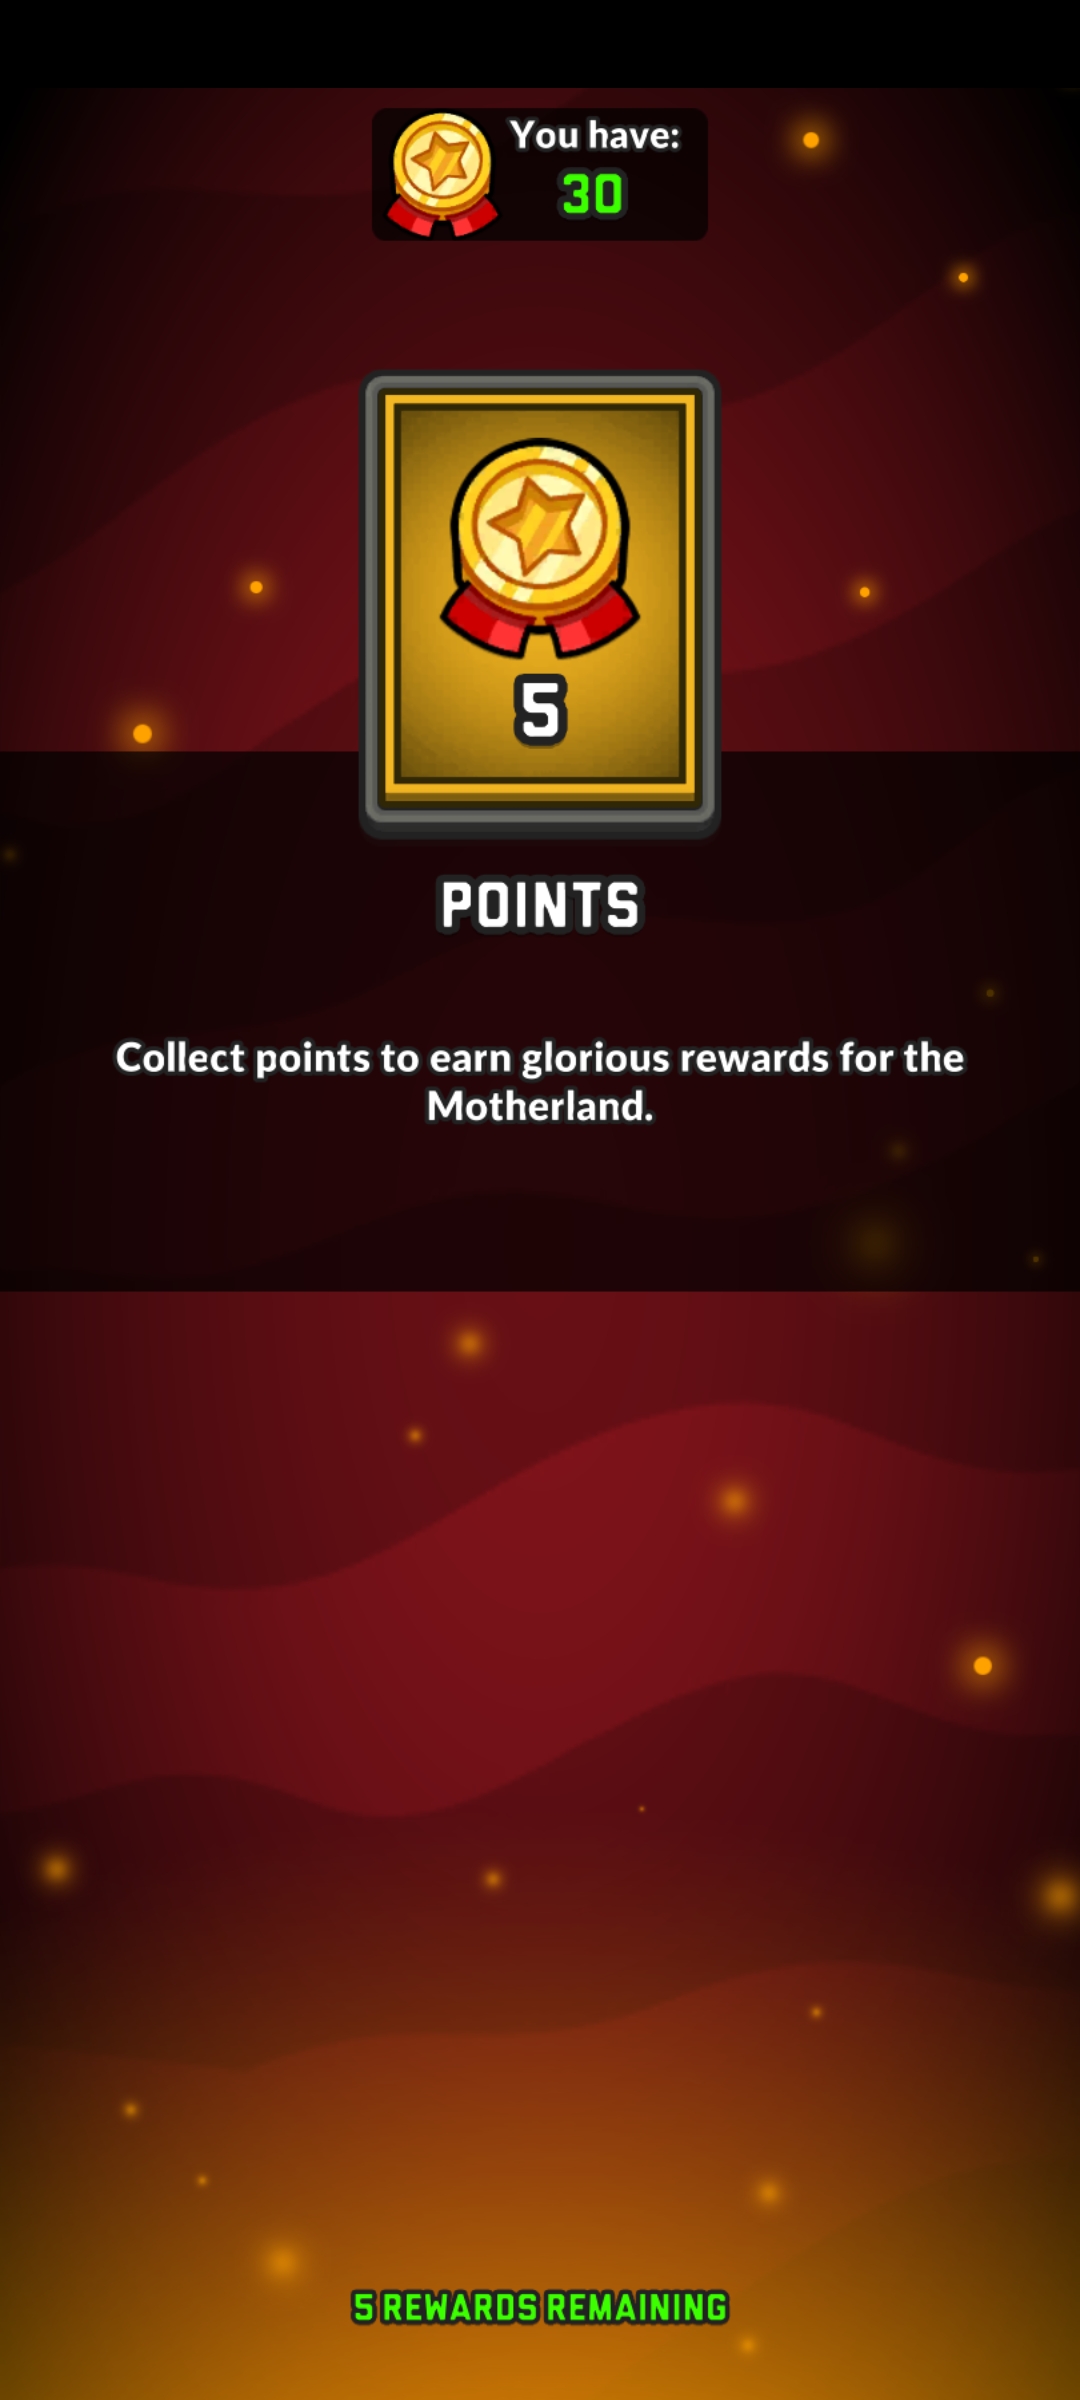 You have:
30
5
POINTS
Collect points to earn glorious rewards for the
Motherland.
5 REWARDS REMAINING